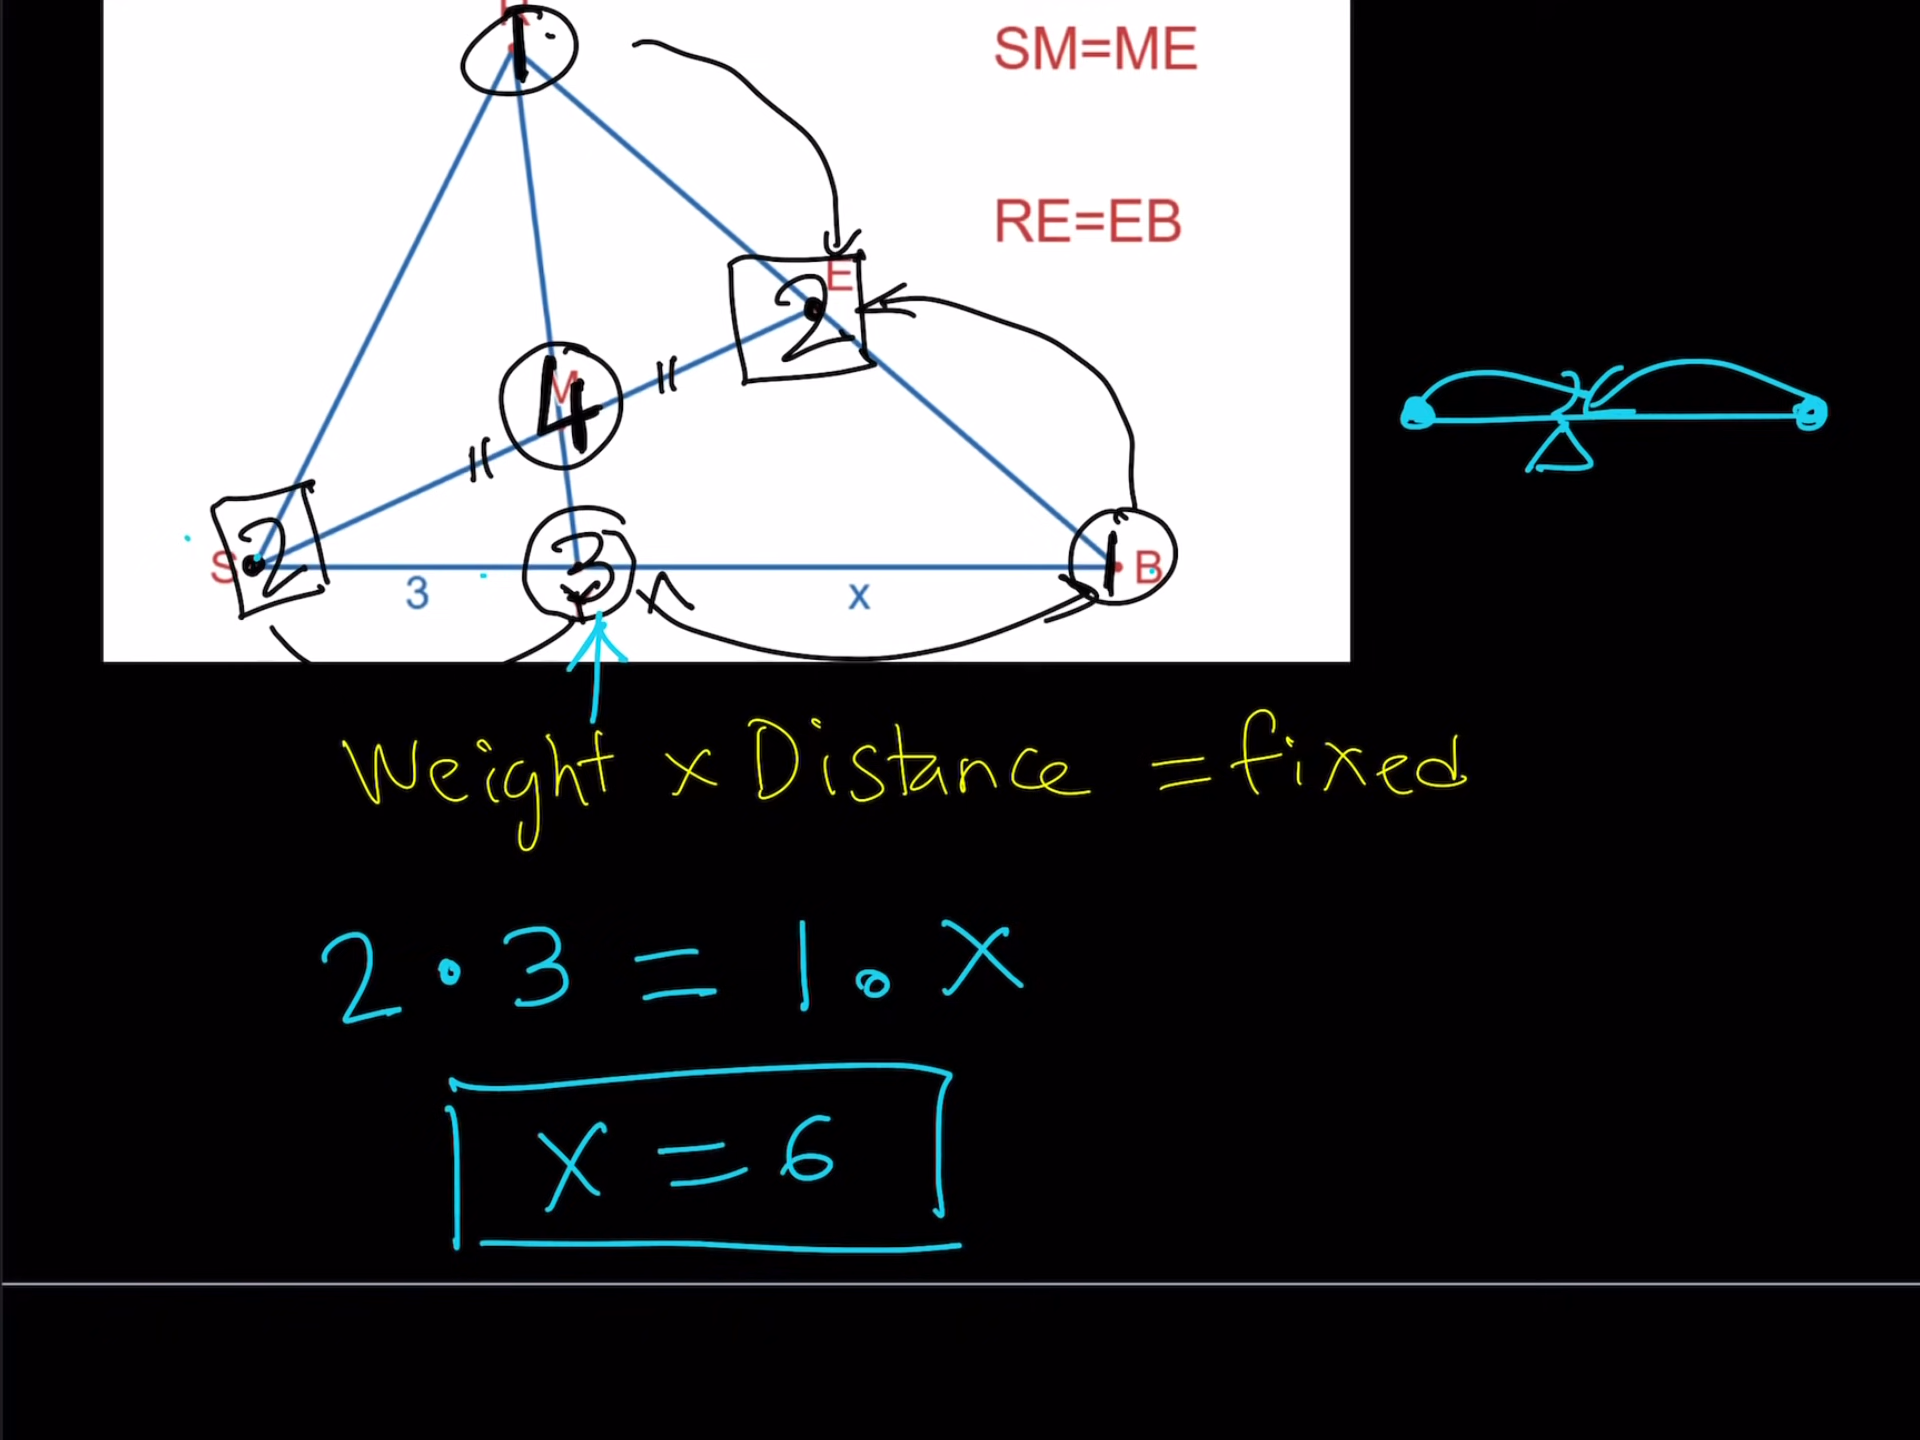 R
1
SM=ME
RE=EB
E
2
M
4
S
2
3
3
x
1
B
Weight x Distance = fixed
2 · 3 = 1 . x
x = 6